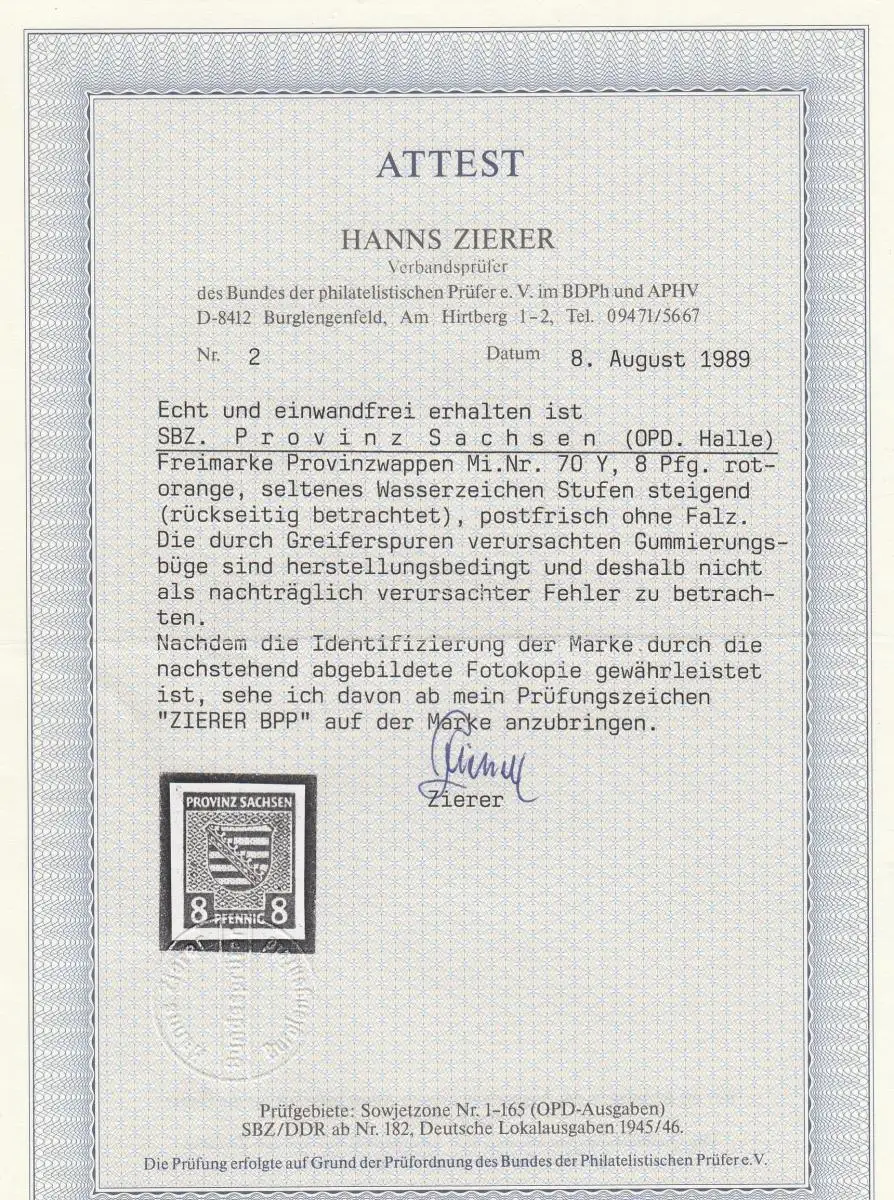 ATTEST
HANNS ZIERER
Verbandsprüfer
des Bundes der philatelistischen Prüfer e. V. im BDPh und APHV
D-8412 Burglengenfeld, Am Hirtberg 1-2, Tel. 09471/5667
Nr. 2 Datum 8. August 1989
Echt und einwandfrei erhalten ist
SBZ. P r o v i n z S a c h s e n (OPD. Halle)
Freimarke Provinzwappen Mi.Nr. 70 Y, 8 Pfg. rot-
orange, seltenes Wasserzeichen Stufen steigend
(rückseitig betrachtet), postfrisch ohne Falz.
Die durch Greiferspuren verursachten Gummierungs-
büge sind herstellungsbedingt und deshalb nicht
als nachträglich verursachter Fehler zu betrach-
ten.
Nachdem die Identifizierung der Marke durch die
nachstehend abgebildete Fotokopie gewährleistet
ist, sehe ich davon ab mein Prüfungszeichen
"ZIERER BPP" auf der Marke anzubringen.
Zierer
PROVINZ SACHSEN
8 PFENNIG 8
Prüfgebiete: Sowjetzone Nr. 1-165 (OPD-Ausgaben)
SBZ/DDR ab Nr. 182, Deutsche Lokalausgaben 1945/46.
Die Prüfung erfolgte auf Grund der Prüfordnung des Bundes der Philatelistischen Prüfer e. V.